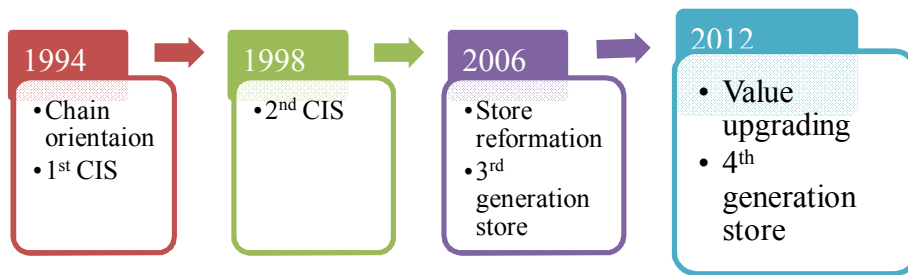 1994
• Chain
orientaion
• 1st CIS
1998
• 2nd CIS
2006
• Store
reformation
• 3rd
generation
store
2012
• Value
upgrading
• 4th
generation
store